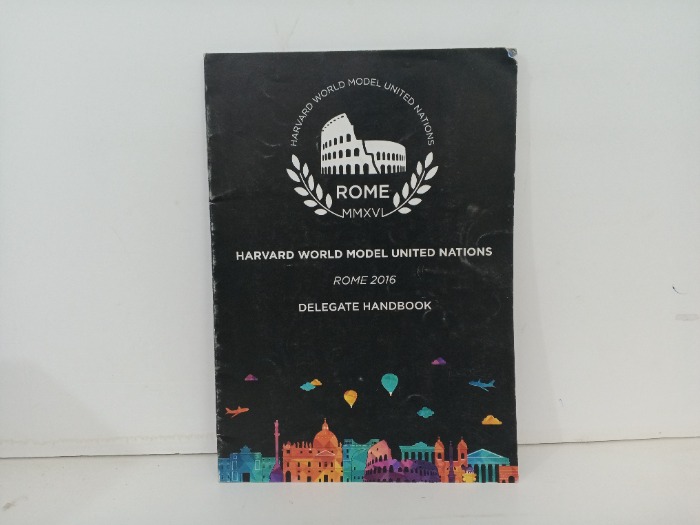 HARVARD WORLD MODEL UNITED NATIONS
ROME
MMXVI
HARVARD WORLD MODEL UNITED NATIONS
ROME 2016
DELEGATE HANDBOOK